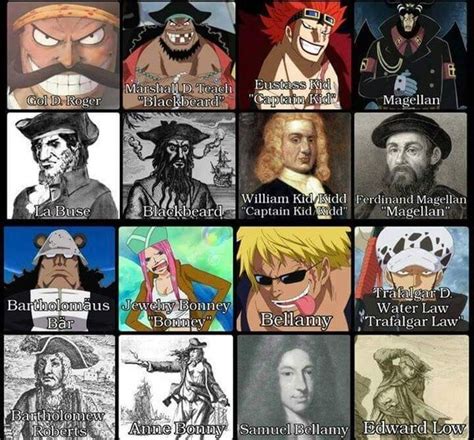 Gol D. Roger
Marshall D. Teach
"Blackbeard"
Eustass Kid
"Captain Kid"
Magellan
La Buse
Blackbeard
William Kid/Kidd
"Captain Kid/Kidd"
Ferdinand Magellan
"Magellan"
Bartholomäus
Bär
Jewelry Bonney
"Bonney"
Bellamy
Trafalgar D.
Water Law
"Trafalgar Law"
Bartholomew
Roberts
Anne Bonny
Samuel Bellamy
Edward Low